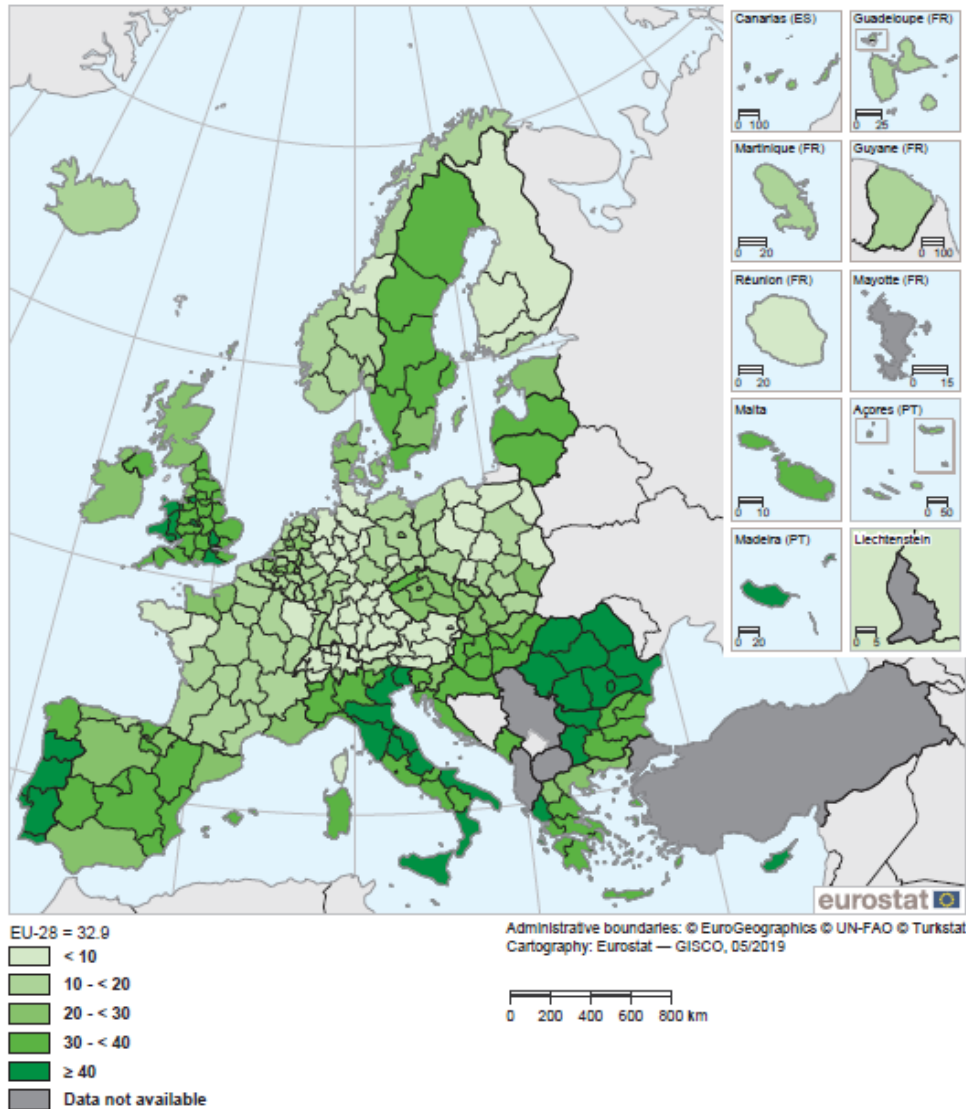 Canarias (ES)
0 100
Guadeloupe (FR)
0 25
Martinique (FR)
0 20
Guyane (FR)
0 100
Réunion (FR)
0 20
Mayotte (FR)
0 15
Malta
0 10
Açores (PT)
0 50
Madeira (PT)
0 20
Liechtenstein
0 5
eurostat
EU-28 = 32.9
< 10
10 - < 20
20 - < 30
30 - < 40
≥ 40
Data not available
Administrative boundaries: © EuroGeographics © UN-FAO © Turkstat
Cartography: Eurostat — GISCO, 05/2019
0 200 400 600 800 km